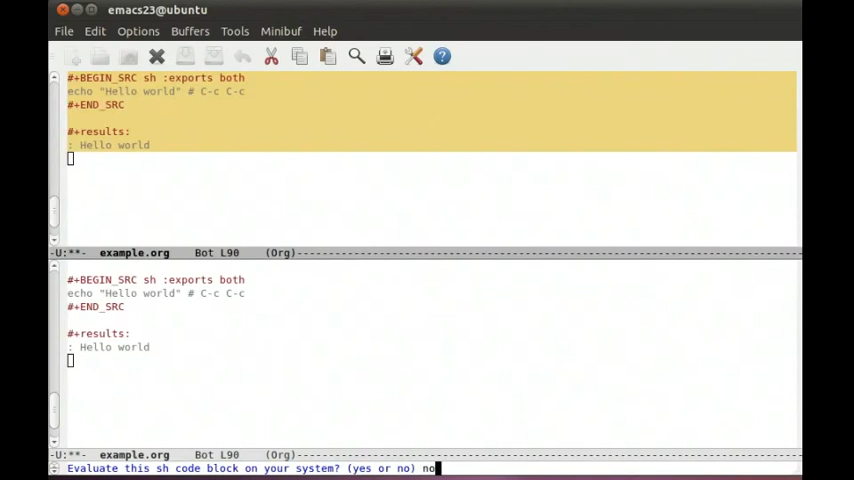 emacs23@ubuntu
File Edit Options Buffers Tools Minibuf Help
#+BEGIN_SRC sh :exports both
echo "Hello world" # C-c C-c
#+END_SRC
#+results:
: Hello world
-U:**- example.org Bot L90 (Org)--------------------------------------------------------------------------------
#+BEGIN_SRC sh :exports both
echo "Hello world" # C-c C-c
#+END_SRC
#+results:
: Hello world
-U:**- example.org Bot L90 (Org)--------------------------------------------------------------------------------
Evaluate this sh code block on your system? (yes or no) no